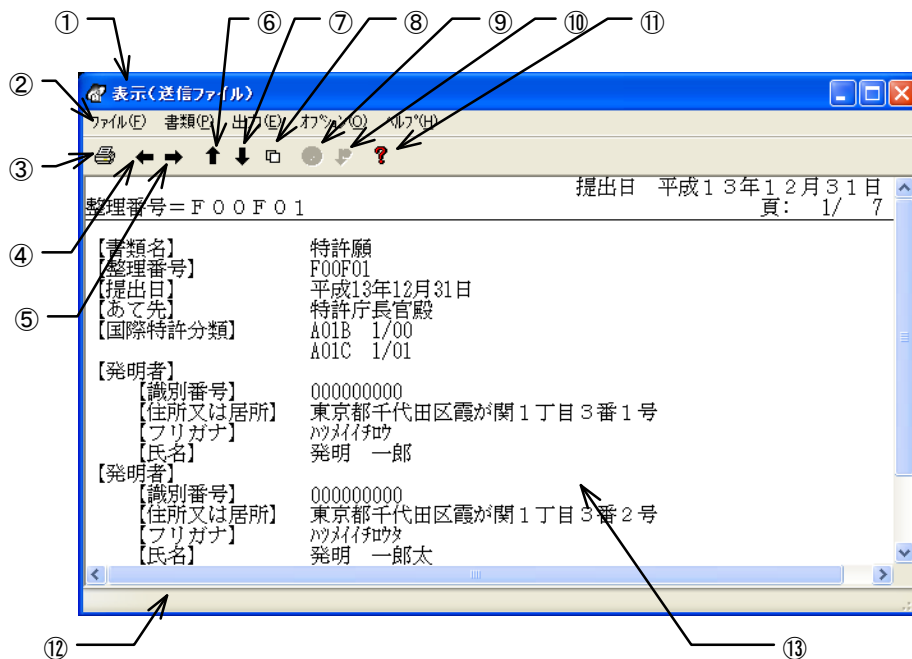 ① ⑥ ⑦ ⑧ ⑨ ⑩ ⑪
②
表示(送信ファイル)
ファイル(F) 書類(P) 出力(E) オプション(O) ヘルプ(H)
③
提出日 平成13年12月31日
整理番号=F00F01 頁: 1/ 7
④
⑤
【書類名】 特許願
【整理番号】 F00F01
【提出日】 平成13年12月31日
【あて先】 特許庁長官殿
【国際特許分類】 A01B 1/00
A01C 1/01
【発明者】
【識別番号】 000000000
【住所又は居所】 東京都千代田区霞が関1丁目3番1号
【フリガナ】 ハツメイイチロウ
【氏名】 発明 一郎
【発明者】
【識別番号】 000000000
【住所又は居所】 東京都千代田区霞が関1丁目3番2号
【フリガナ】 ハツメイイチロウタ
【氏名】 発明 一郎太
⑫ ⑬